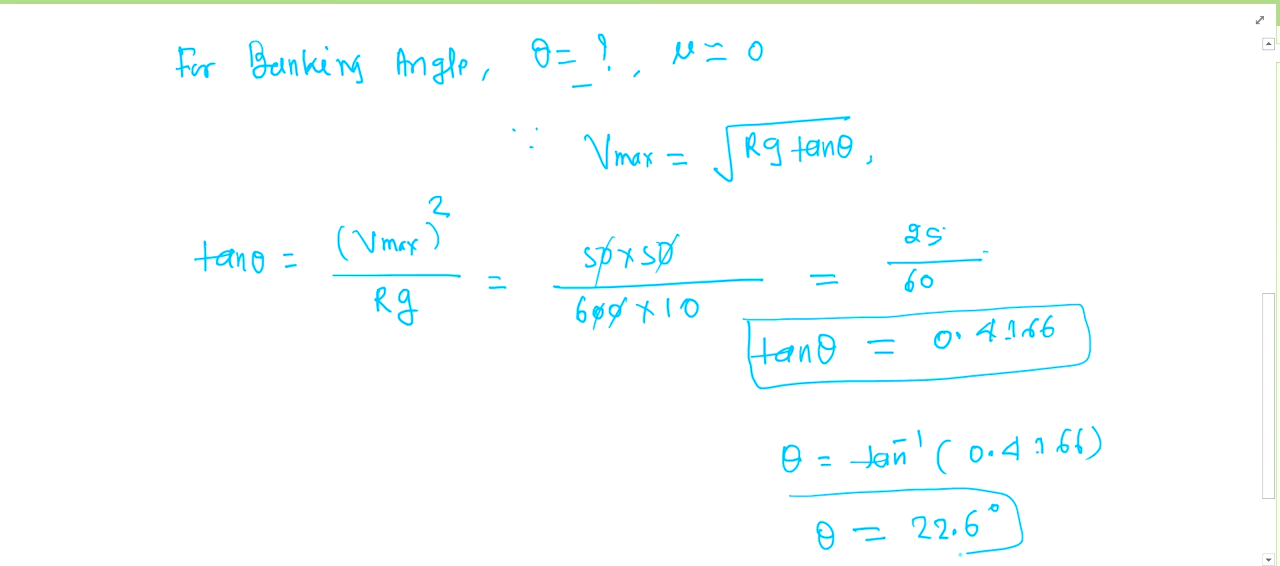 For Banking Angle, θ = ?, μ = 0
∵ Vmax = √Rg tanθ,
tanθ = (Vmax)² / Rg = 50 x 50 / 600 x 10 = 25 / 60
tanθ = 0.4166
θ = tan⁻¹ (0.4166)
θ = 22.6°